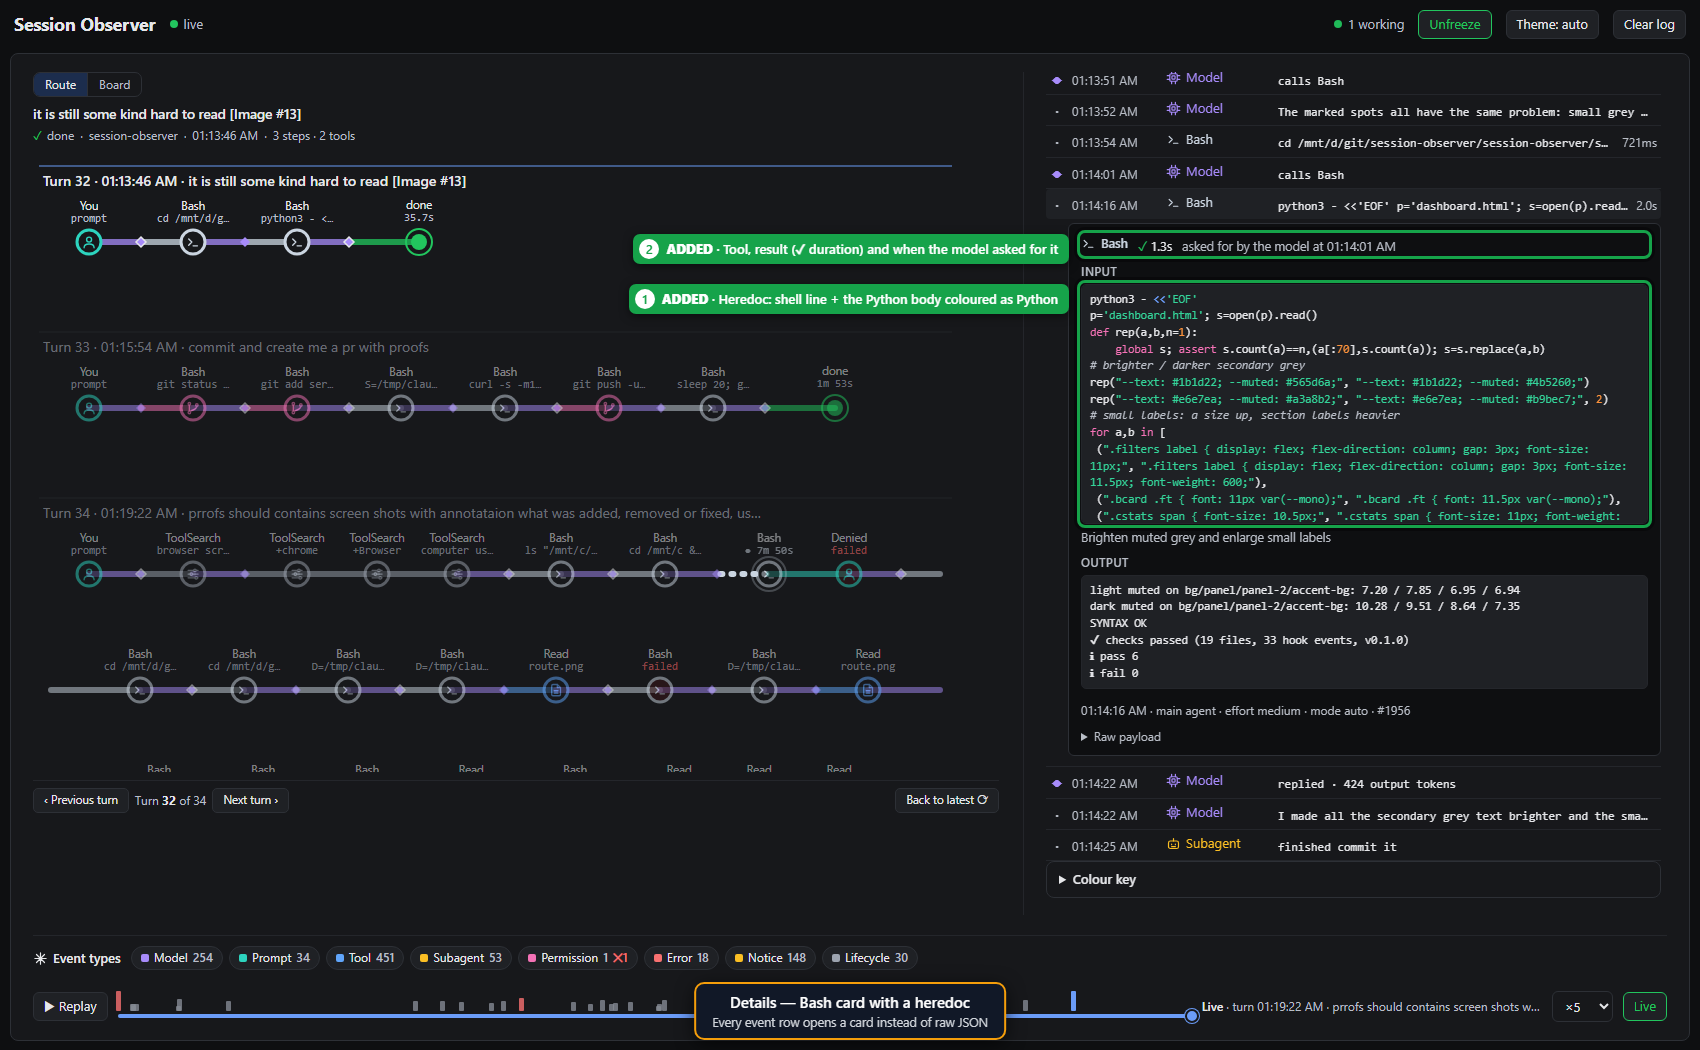 Session Observer
live
1 working
Unfreeze
Theme: auto
Clear log
Route
Board
it is still some kind hard to read [Image #13]
✓ done · session-observer · 01:13:46 AM · 3 steps · 2 tools
Turn 32 · 01:13:46 AM · it is still some kind hard to read [Image #13]
You Bash Bash done
prompt cd /mnt/d/g… python3 - <… 35.7s
Turn 33 · 01:15:54 AM · commit and create me a pr with proofs
You Bash Bash Bash Bash Bash Bash done
prompt git status … git add ser… S=/tmp/clau… curl -s -m1… git push -u… sleep 20; g… 1m 53s
Turn 34 · 01:19:22 AM · prrofs should contains screen shots with annotataion what was added, removed or fixed, us…
You ToolSearch ToolSearch ToolSearch ToolSearch Bash Bash Bash Denied
prompt browser scr… +chrome +Browser computer us… ls "/mnt/c/… cd /mnt/c &… ● 7m 50s failed
Bash Bash Bash Bash Read Bash Bash Read
cd /mnt/d/g… cd /mnt/d/g… D=/tmp/clau… D=/tmp/clau… route.png failed D=/tmp/clau… route.png
Bash Bash Bash Read Bash Read Read Read
‹ Previous turn
Turn 32 of 34
Next turn ›
Back to latest ⟳
01:13:51 AM Model calls Bash
01:13:52 AM Model The marked spots all have the same problem: small grey …
01:13:54 AM Bash cd /mnt/d/git/session-observer/session-observer/s… 721ms
01:14:01 AM Model calls Bash
01:14:16 AM Bash python3 - <<'EOF' p='dashboard.html'; s=open(p).read… 2.0s
2 ADDED · Tool, result (✓ duration) and when the model asked for it
Bash ✓ 1.3s asked for by the model at 01:14:01 AM
INPUT
1 ADDED · Heredoc: shell line + the Python body coloured as Python
python3 - <<'EOF'
p='dashboard.html'; s=open(p).read()
def rep(a,b,n=1):
global s; assert s.count(a)==n,(a[:70],s.count(a)); s=s.replace(a,b)
# brighter / darker secondary grey
rep("--text: #1b1d22; --muted: #565d6a;", "--text: #1b1d22; --muted: #4b5260;")
rep("--text: #e6e7ea; --muted: #a3a8b2;", "--text: #e6e7ea; --muted: #b9bec7;", 2)
# small labels: a size up, section labels heavier
for a,b in [
(".filters label { display: flex; flex-direction: column; gap: 3px; font-size:
11px;", ".filters label { display: flex; flex-direction: column; gap: 3px; font-size:
11.5px; font-weight: 600;"),
(".bcard .ft { font: 11px var(--mono);", ".bcard .ft { font: 11.5px var(--mono);"),
(".cstats span { font-size: 10.5px;", ".cstats span { font-size: 11px; font-weight:
Brighten muted grey and enlarge small labels
OUTPUT
light muted on bg/panel/panel-2/accent-bg: 7.20 / 7.85 / 6.95 / 6.94
dark muted on bg/panel/panel-2/accent-bg: 10.28 / 9.51 / 8.64 / 7.35
SYNTAX OK
✓ checks passed (19 files, 33 hook events, v0.1.0)
ℹ pass 6
ℹ fail 0
01:14:16 AM · main agent · effort medium · mode auto · #1956
▶ Raw payload
01:14:22 AM Model replied · 424 output tokens
01:14:22 AM Model I made all the secondary grey text brighter and the sma…
01:14:25 AM Subagent finished commit it
▶ Colour key
Event types
Model 254
Prompt 34
Tool 451
Subagent 53
Permission 1 ✕1
Error 18
Notice 148
Lifecycle 30
▶ Replay
Details — Bash card with a heredoc
Every event row opens a card instead of raw JSON
Live · turn 01:19:22 AM · prrofs should contains screen shots w…
×5
Live